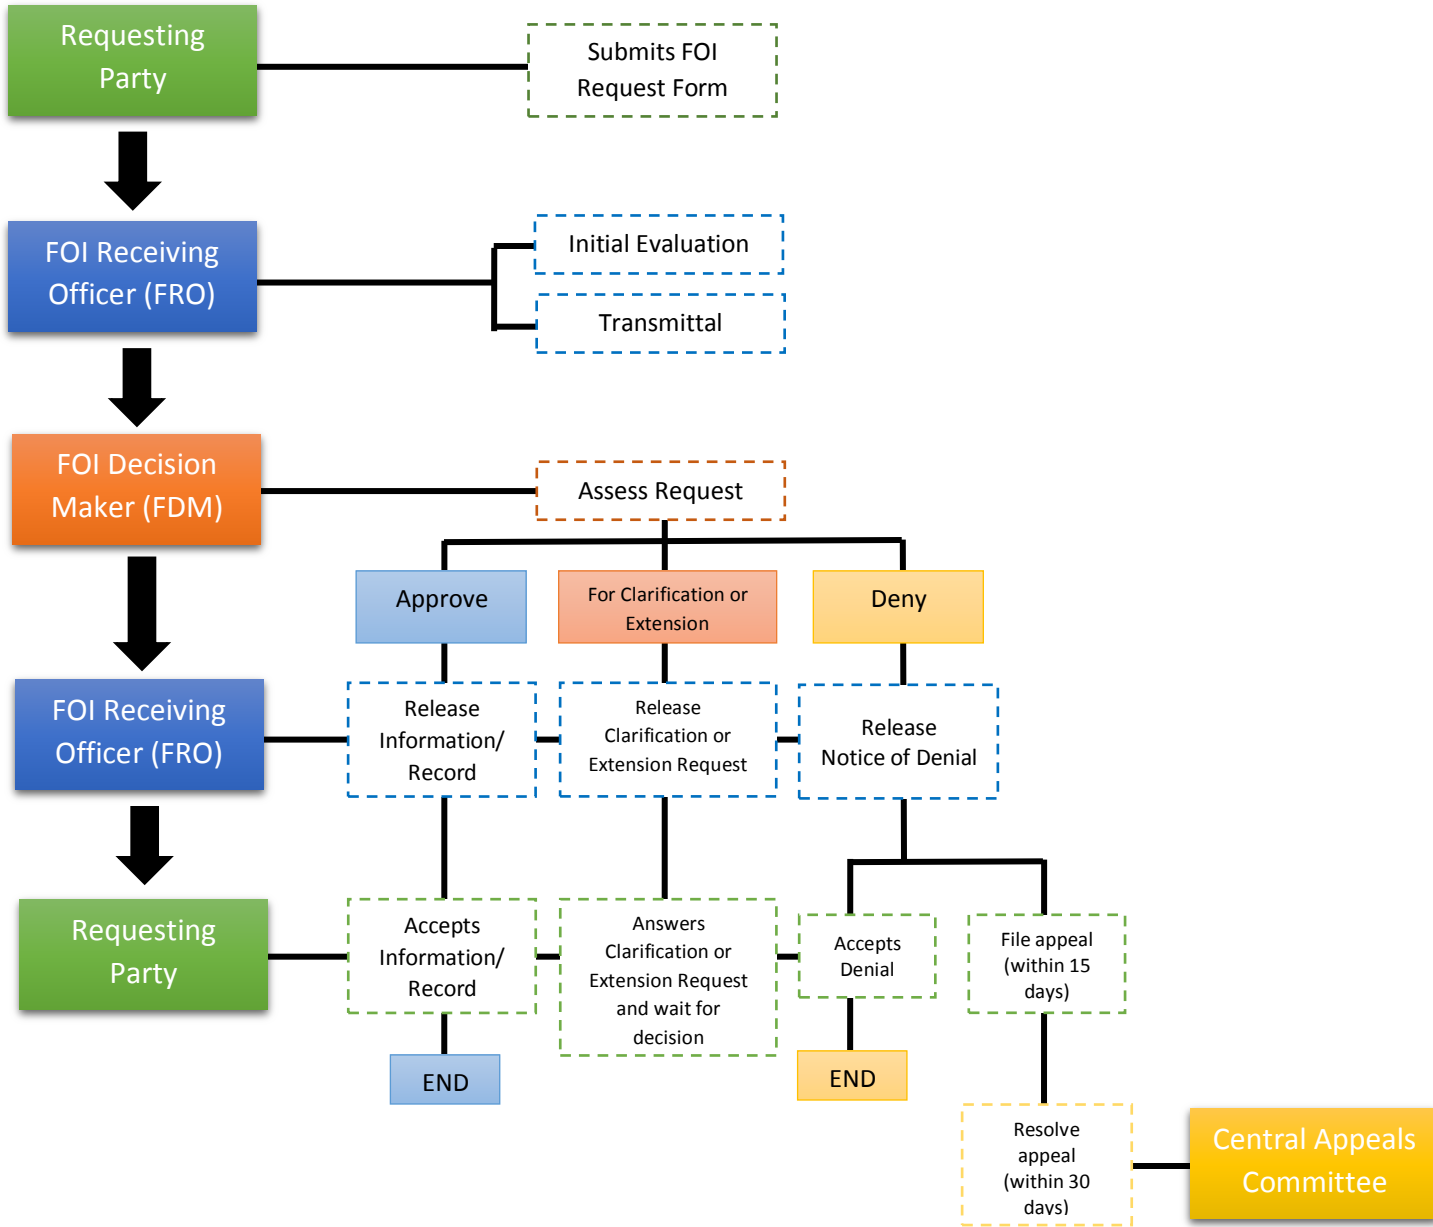 Requesting
Party
Submits FOI
Request Form
FOI Receiving
Officer (FRO)
Initial Evaluation
Transmittal
FOI Decision
Maker (FDM)
Assess Request
Approve
For Clarification or
Extension
Deny
FOI Receiving
Officer (FRO)
Release
Information/
Record
Release
Clarification or
Extension Request
Release
Notice of Denial
Requesting
Party
Accepts
Information/
Record
Answers
Clarification or
Extension Request
and wait for
decision
Accepts
Denial
File appeal
(within 15
days)
END
END
Resolve
appeal
(within 30
days)
Central Appeals
Committee